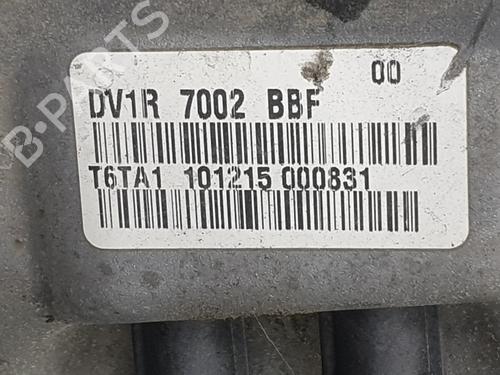 B-PARTS
00
DV1R 7002 BBF
T6TA1 101215 000831